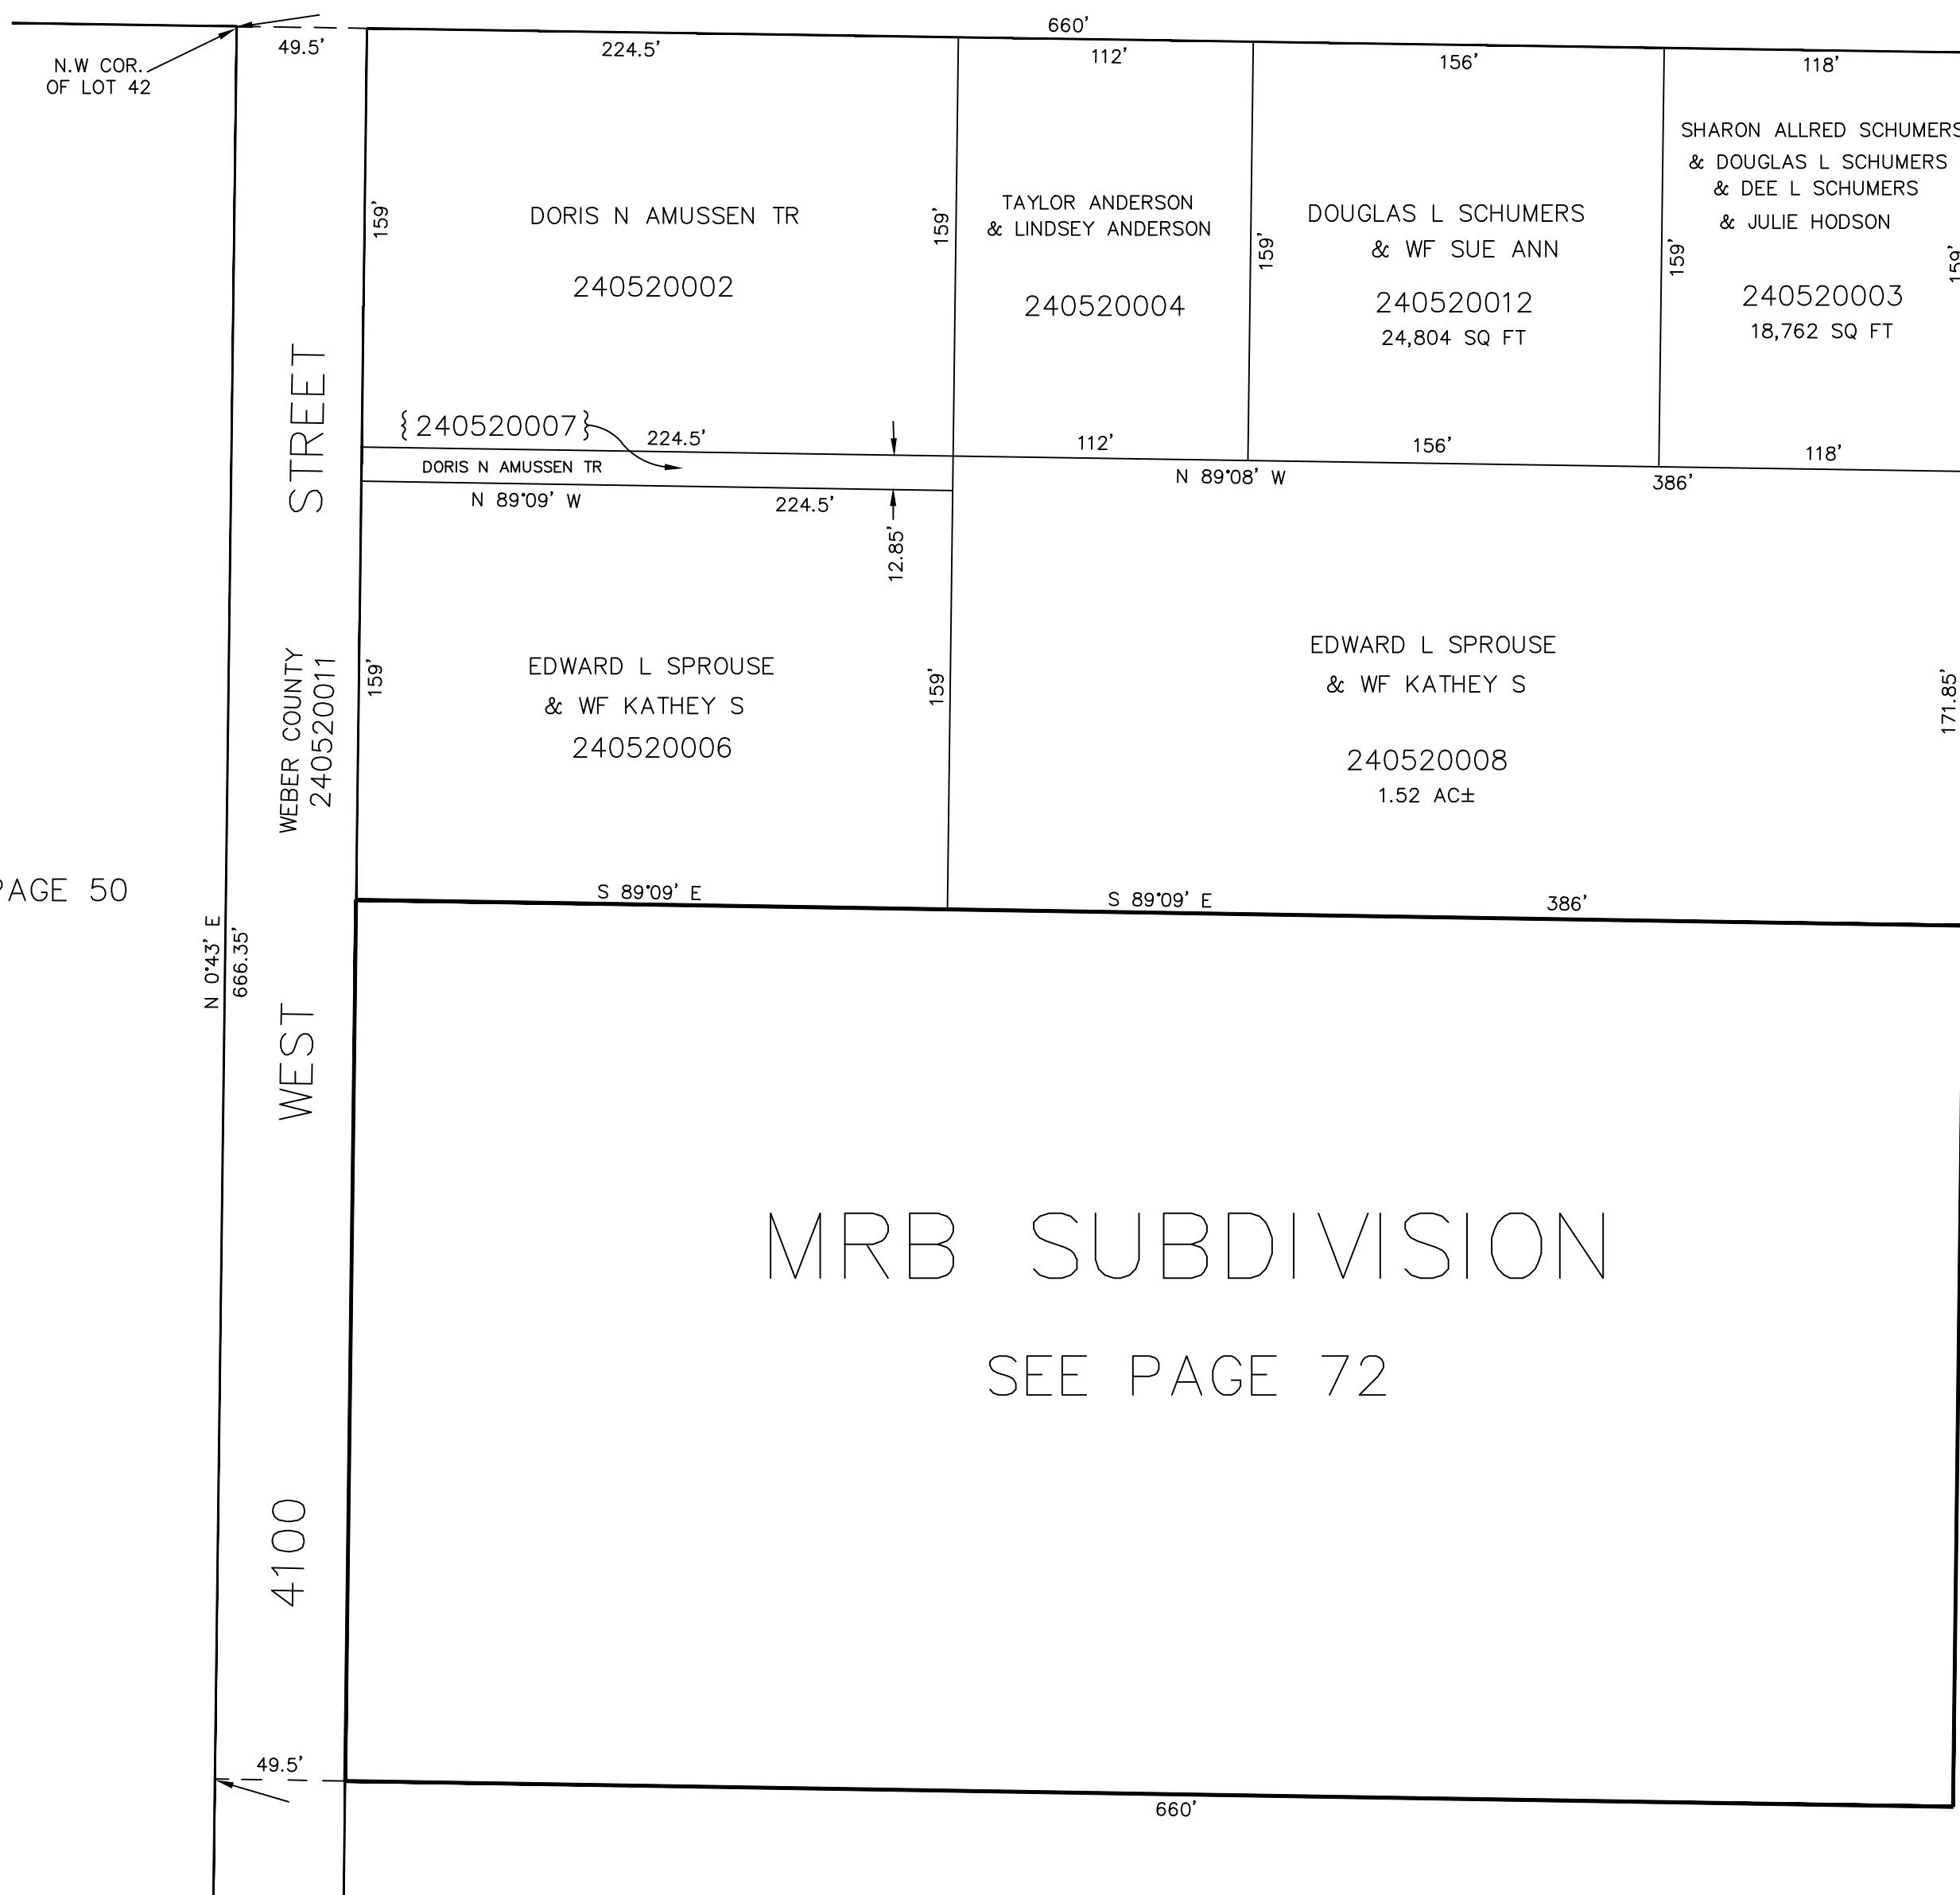 660'
49.5'
224.5'
112'
156'
118'
N.W COR.
OF LOT 42
SHARON ALLRED SCHUMERS
& DOUGLAS L SCHUMERS
& DEE L SCHUMERS
& JULIE HODSON
240520003
18,762 SQ FT
159'
DORIS N AMUSSEN TR
240520002
159'
159'
TAYLOR ANDERSON
& LINDSEY ANDERSON
240520004
159'
DOUGLAS L SCHUMERS
& WF SUE ANN
240520012
24,804 SQ FT
159'
{240520007}
224.5'
112'
156'
118'
DORIS N AMUSSEN TR
N 89°09' W
224.5'
12.85'
N 89°08' W
386'
4100 WEST STREET
WEBER COUNTY
240520011
159'
EDWARD L SPROUSE
& WF KATHEY S
240520006
159'
EDWARD L SPROUSE
& WF KATHEY S
240520008
1.52 AC±
171.85'
PAGE 50
S 89°09' E
S 89°09' E
386'
N 0°43' E
666.35'
MRB SUBDIVISION
SEE PAGE 72
49.5'
660'